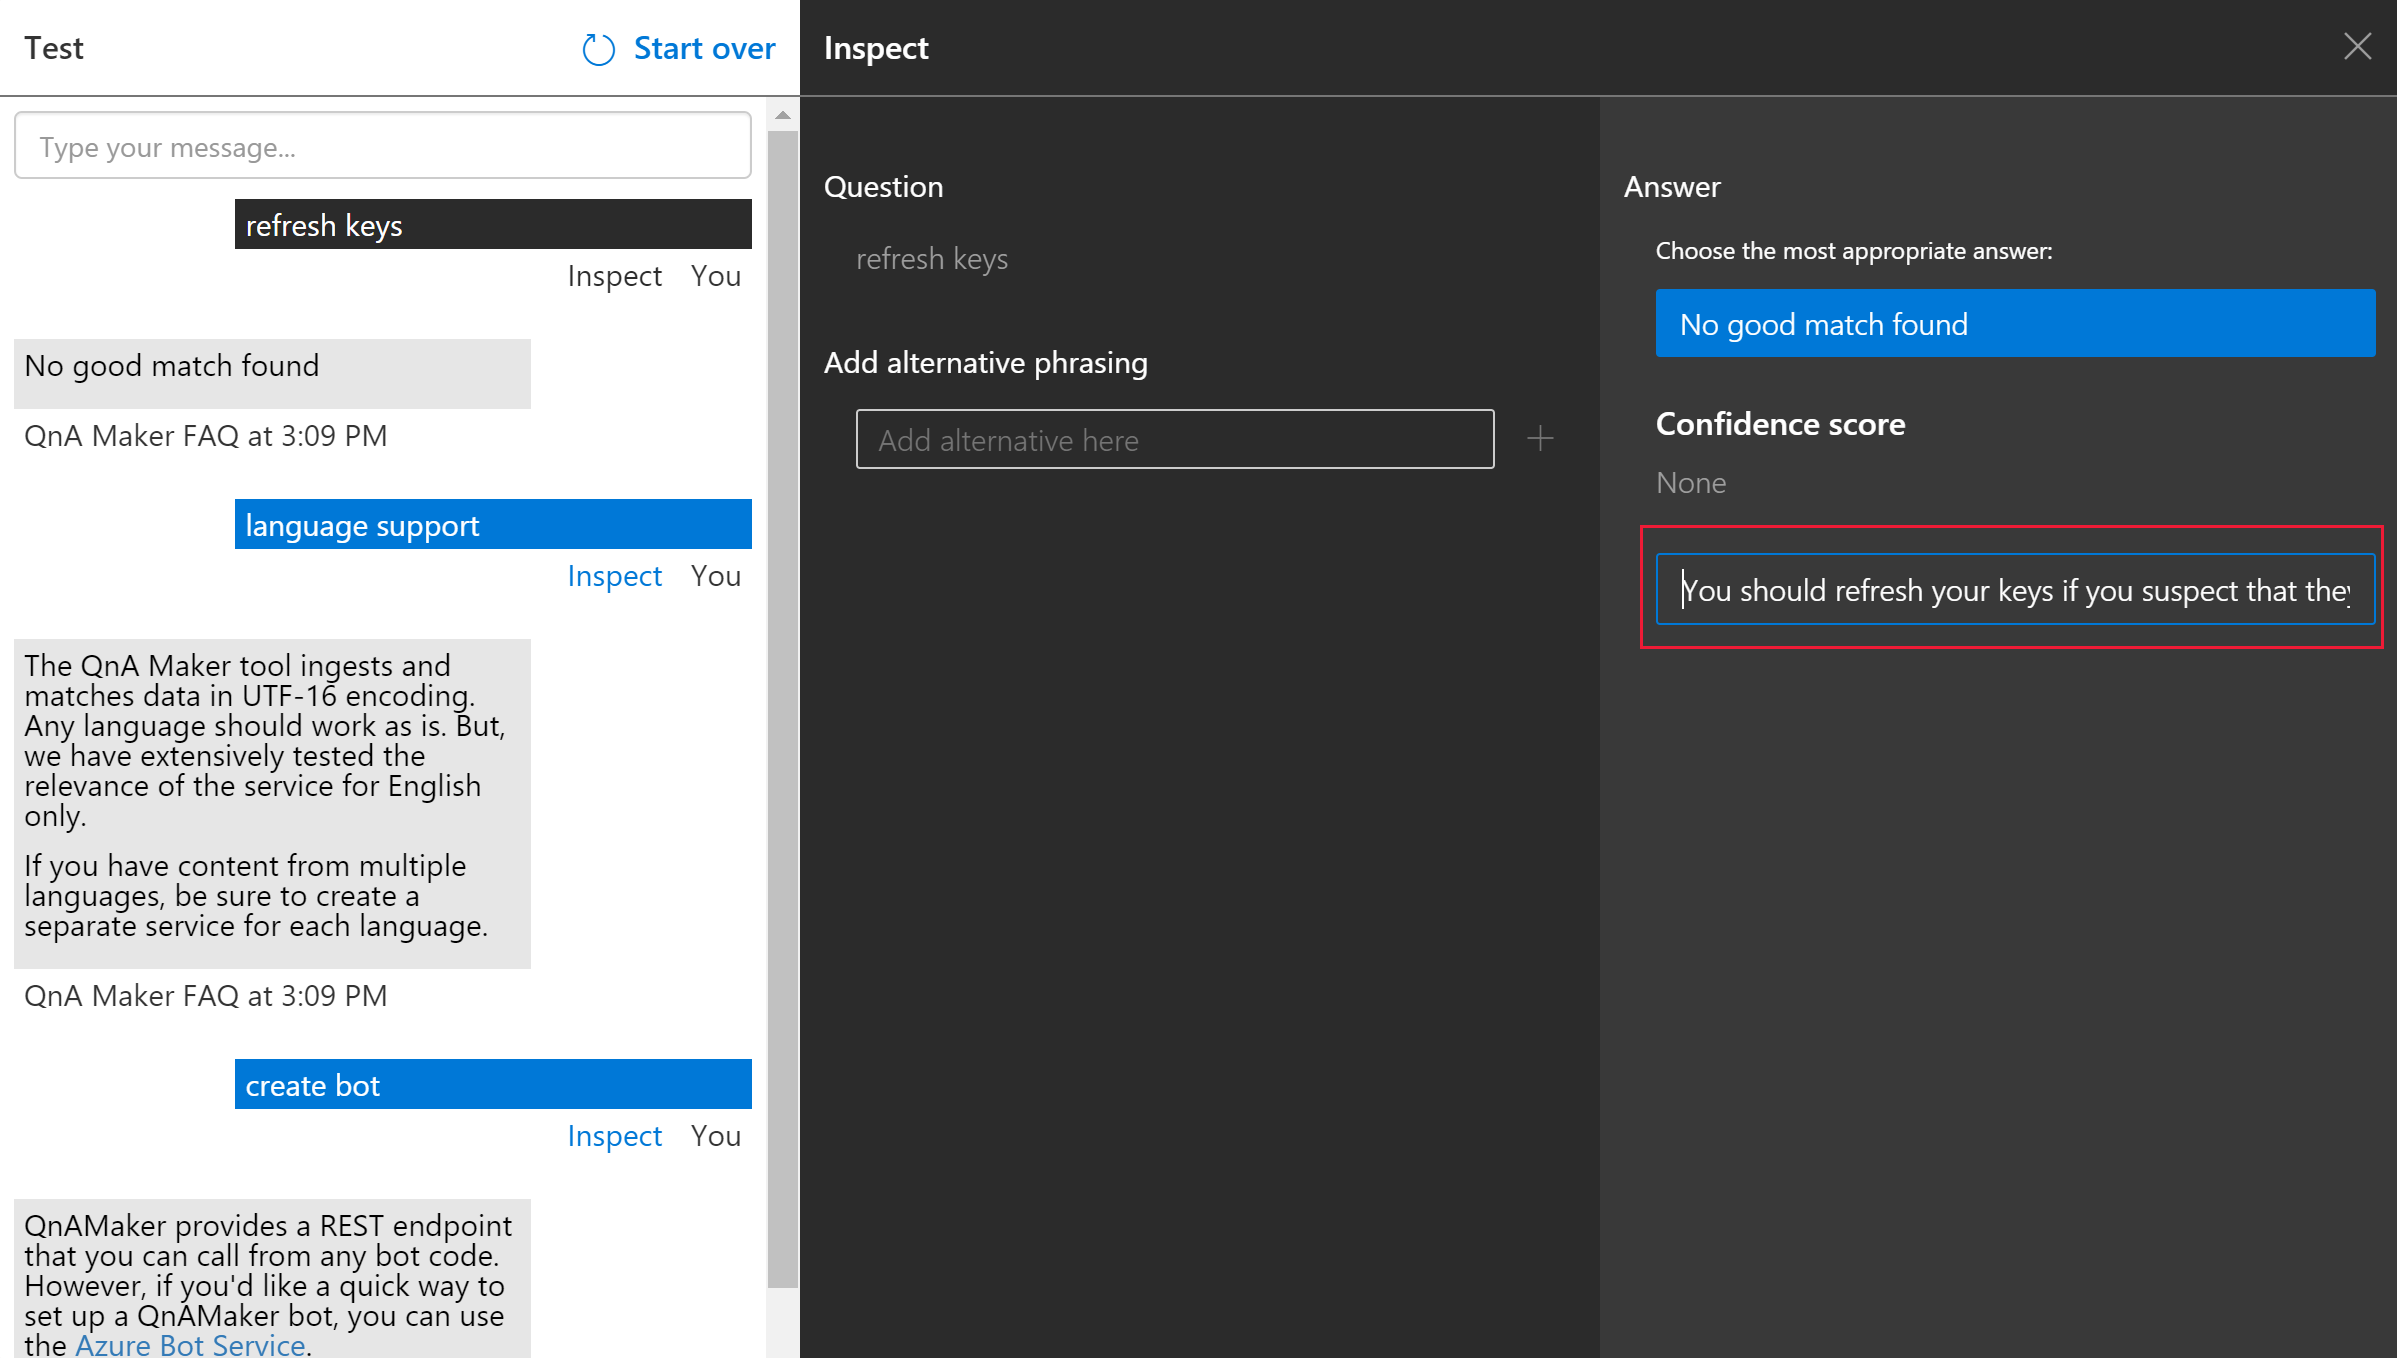 Test
Start over
Type your message...
refresh keys
Inspect You
No good match found
QnA Maker FAQ at 3:09 PM
language support
Inspect You
The QnA Maker tool ingests and
matches data in UTF-16 encoding.
Any language should work as is. But,
we have extensively tested the
relevance of the service for English
only.
If you have content from multiple
languages, be sure to create a
separate service for each language.
QnA Maker FAQ at 3:09 PM
create bot
Inspect You
QnAMaker provides a REST endpoint
that you can call from any bot code.
However, if you'd like a quick way to
set up a QnAMaker bot, you can use
the Azure Bot Service.
Inspect
Question
refresh keys
Add alternative phrasing
Add alternative here
Answer
Choose the most appropriate answer:
No good match found
Confidence score
None
You should refresh your keys if you suspect that they